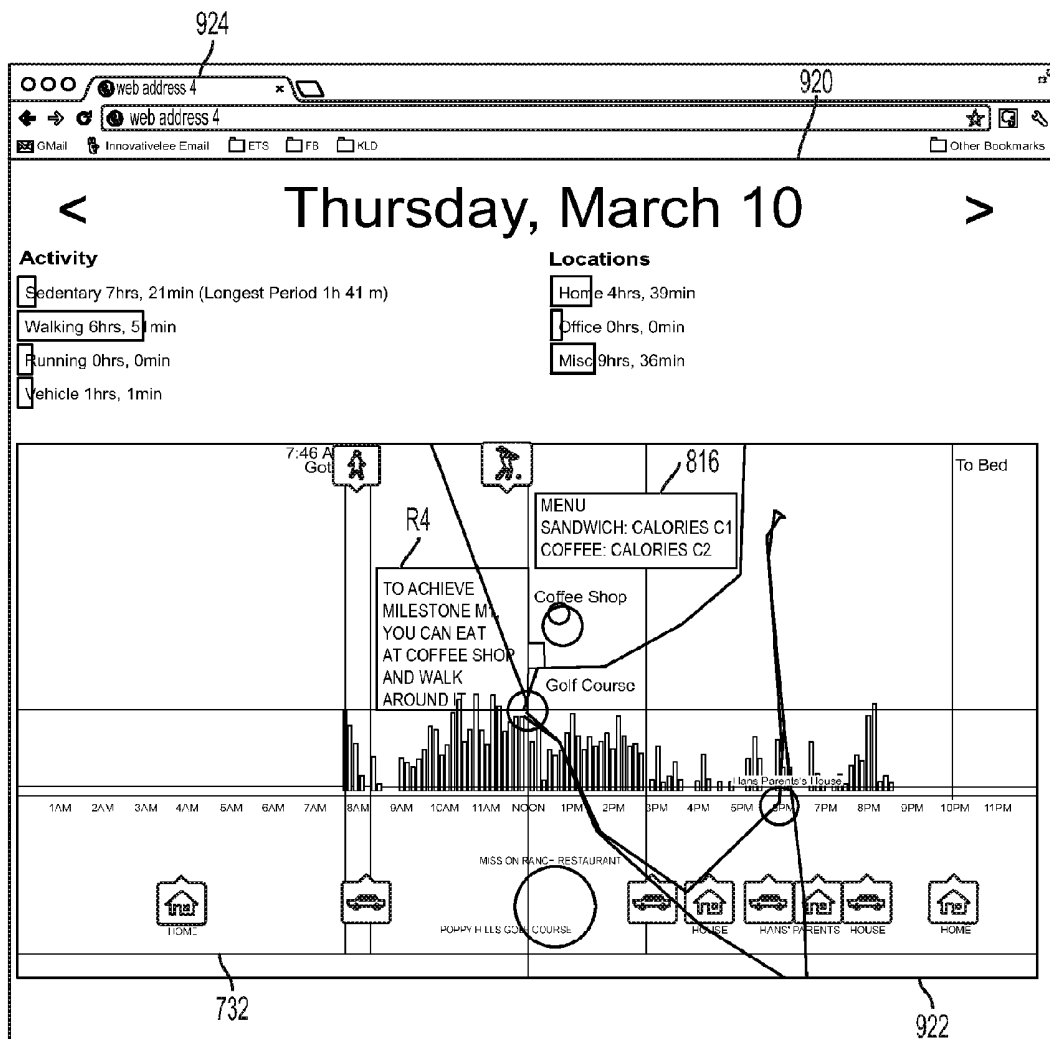 924
web address 4
920
web address 4
GMail Innovativelee Email ETS FB KLD Other Bookmarks
< Thursday, March 10 >
Activity
Sedentary 7hrs, 21min (Longest Period 1h 41 m)
Walking 6hrs, 51min
Running 0hrs, 0min
Vehicle 1hrs, 1min
Locations
Home 4hrs, 39min
Office 0hrs, 0min
Misc 9hrs, 36min
7:46 A
Got
To Bed
816
R4
MENU
SANDWICH: CALORIES C1
COFFEE: CALORIES C2
TO ACHIEVE
MILESTONE M1,
YOU CAN EAT
AT COFFEE SHOP
AND WALK
AROUND IT
Coffee Shop
Golf Course
Hans Parents's House
1AM 2AM 3AM 4AM 5AM 6AM 7AM 8AM 9AM 10AM 11AM NOON 1PM 2PM 3PM 4PM 5PM 6PM 7PM 8PM 9PM 10PM 11PM
MISSION RANCH RESTAURANT
HOME
POPPY HILLS GOLF COURSE
HOUSE
HANS' PARENTS HOUSE
HOME
732
922